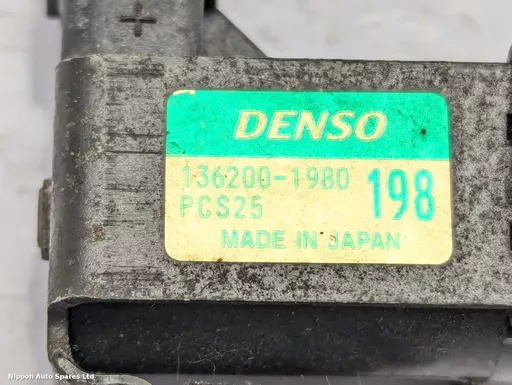 DENSO
136200-1980
198
PCS25
MADE IN JAPAN
Nippon Auto Spares Ltd